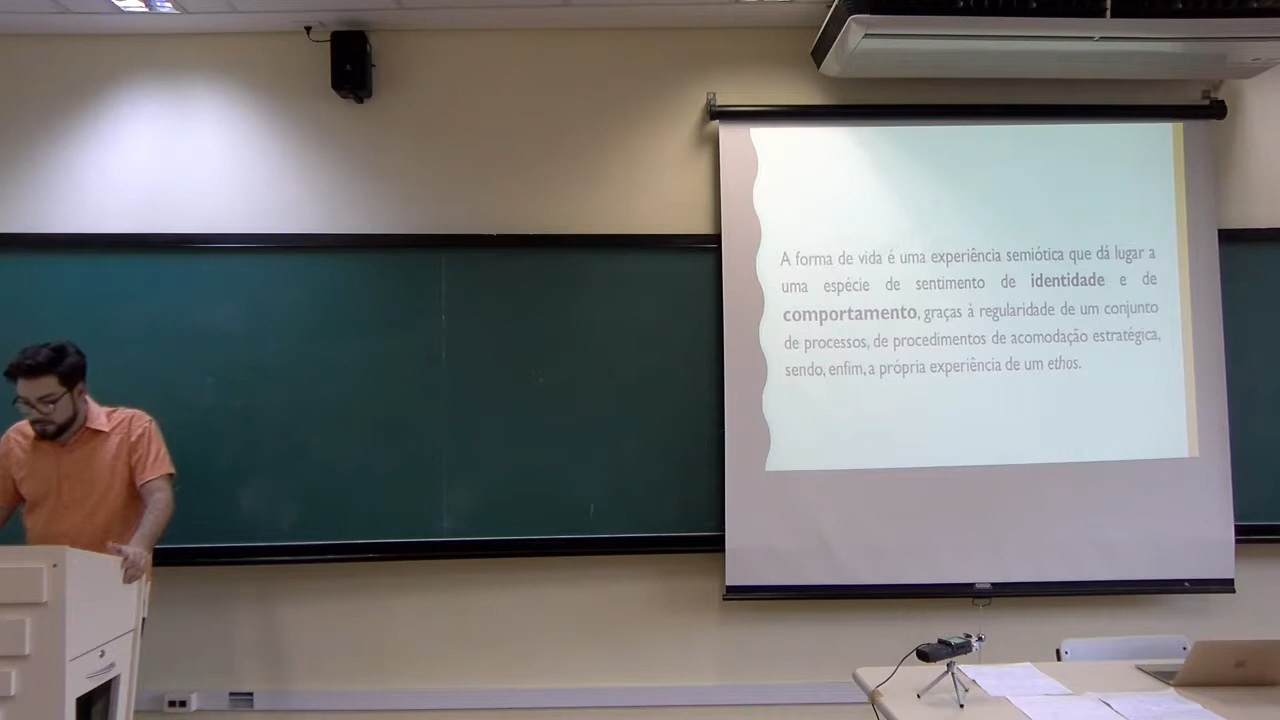 A forma de vida é uma experiência semiótica que dá lugar a
uma espécie de sentimento de identidade e de
comportamento, graças à regularidade de um conjunto
de processos, de procedimentos de acomodação estratégica,
sendo, enfim, a própria experiência de um ethos.